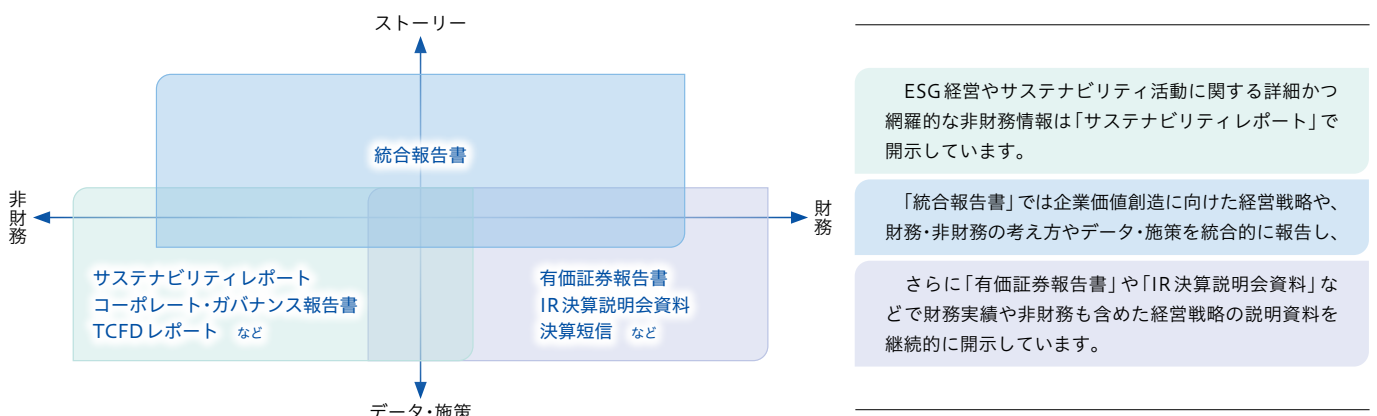 ストーリー
統合報告書
非財務
財務
サステナビリティレポート
コーポレート・ガバナンス報告書
TCFDレポート など
有価証券報告書
IR決算説明会資料
決算短信 など
データ・施策
ESG経営やサステナビリティ活動に関する詳細かつ
網羅的な非財務情報は「サステナビリティレポート」で
開示しています。
「統合報告書」では企業価値創造に向けた経営戦略や、
財務・非財務の考え方やデータ・施策を統合的に報告し、
さらに「有価証券報告書」や「IR決算説明会資料」な
どで財務実績や非財務も含めた経営戦略の説明資料を
継続的に開示しています。